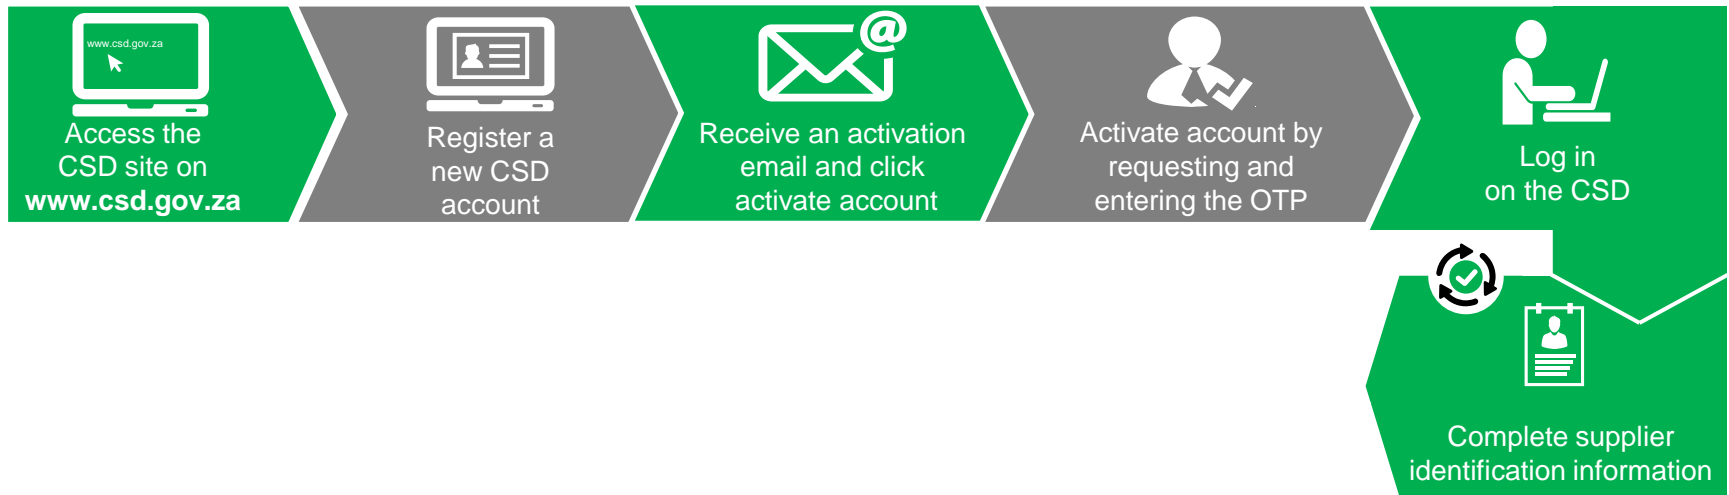 www.csd.gov.za
Access the
CSD site on
www.csd.gov.za
Register a
new CSD
account
@
Receive an activation
email and click
activate account
Activate account by
requesting and
entering the OTP
Log in
on the CSD
Complete supplier
identification information